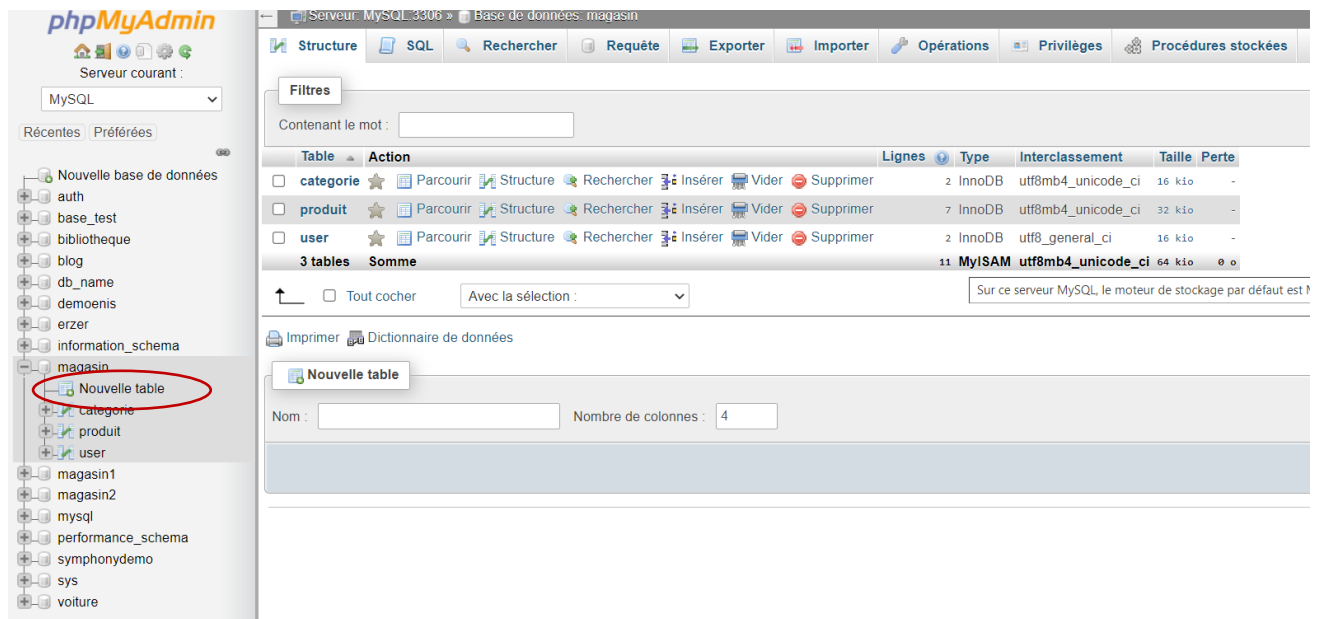 phpMyAdmin
Serveur courant :
MySQL
Récentes Préférées
Nouvelle base de données
auth
base_test
bibliotheque
blog
db_name
demoenis
erzer
information_schema
magasin
Nouvelle table
categorie
produit
user
magasin1
magasin2
mysql
performance_schema
symphonydemo
sys
voiture
Serveur: MySQL:3306 » Base de données: magasin
Structure SQL Rechercher Requête Exporter Importer Opérations Privilèges Procédures stockées
Filtres
Contenant le mot :
Table Action Lignes Type Interclassement Taille Perte
categorie Parcourir Structure Rechercher Insérer Vider Supprimer 2 InnoDB utf8mb4_unicode_ci 16 kio -
produit Parcourir Structure Rechercher Insérer Vider Supprimer 7 InnoDB utf8mb4_unicode_ci 32 kio -
user Parcourir Structure Rechercher Insérer Vider Supprimer 2 InnoDB utf8_general_ci 16 kio -
3 tables Somme 11 MyISAM utf8mb4_unicode_ci 64 kio 0 o
Tout cocher Avec la sélection :
Sur ce serveur MySQL, le moteur de stockage par défaut est
Imprimer Dictionnaire de données
Nouvelle table
Nom : Nombre de colonnes : 4